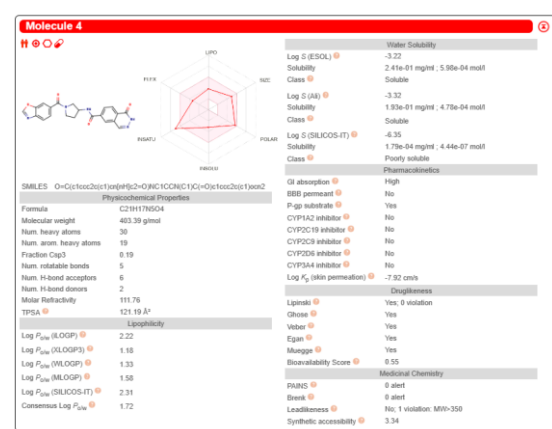 Molecule 4
LIPO
FLEX
SIZE
INSATU
POLAR
INSOLU
SMILES O=C(c1ccc2c(c1)cn[nH]c2=O)NC1CCN(C1)C(=O)c1ccc2c(c1)ocn2
Physicochemical Properties
Formula C21H17N5O4
Molecular weight 403.39 g/mol
Num. heavy atoms 30
Num. arom. heavy atoms 19
Fraction Csp3 0.19
Num. rotatable bonds 5
Num. H-bond acceptors 6
Num. H-bond donors 2
Molar Refractivity 111.76
TPSA 121.19 Å²
Lipophilicity
Log Po/w (iLOGP) 2.22
Log Po/w (XLOGP3) 1.18
Log Po/w (WLOGP) 1.33
Log Po/w (MLOGP) 1.58
Log Po/w (SILICOS-IT) 2.31
Consensus Log Po/w 1.72
Water Solubility
Log S (ESOL) -3.22
Solubility 2.41e-01 mg/ml ; 5.98e-04 mol/l
Class Soluble
Log S (Ali) -3.32
Solubility 1.93e-01 mg/ml ; 4.78e-04 mol/l
Class Soluble
Log S (SILICOS-IT) -6.35
Solubility 1.79e-04 mg/ml ; 4.44e-07 mol/l
Class Poorly soluble
Pharmacokinetics
GI absorption High
BBB permeant No
P-gp substrate Yes
CYP1A2 inhibitor No
CYP2C19 inhibitor No
CYP2C9 inhibitor No
CYP2D6 inhibitor No
CYP3A4 inhibitor No
Log Kp (skin permeation) -7.92 cm/s
Druglikeness
Lipinski Yes; 0 violation
Ghose Yes
Veber Yes
Egan Yes
Muegge Yes
Bioavailability Score 0.55
Medicinal Chemistry
PAINS 0 alert
Brenk 0 alert
Leadlikeness No; 1 violation: MW>350
Synthetic accessibility 3.34